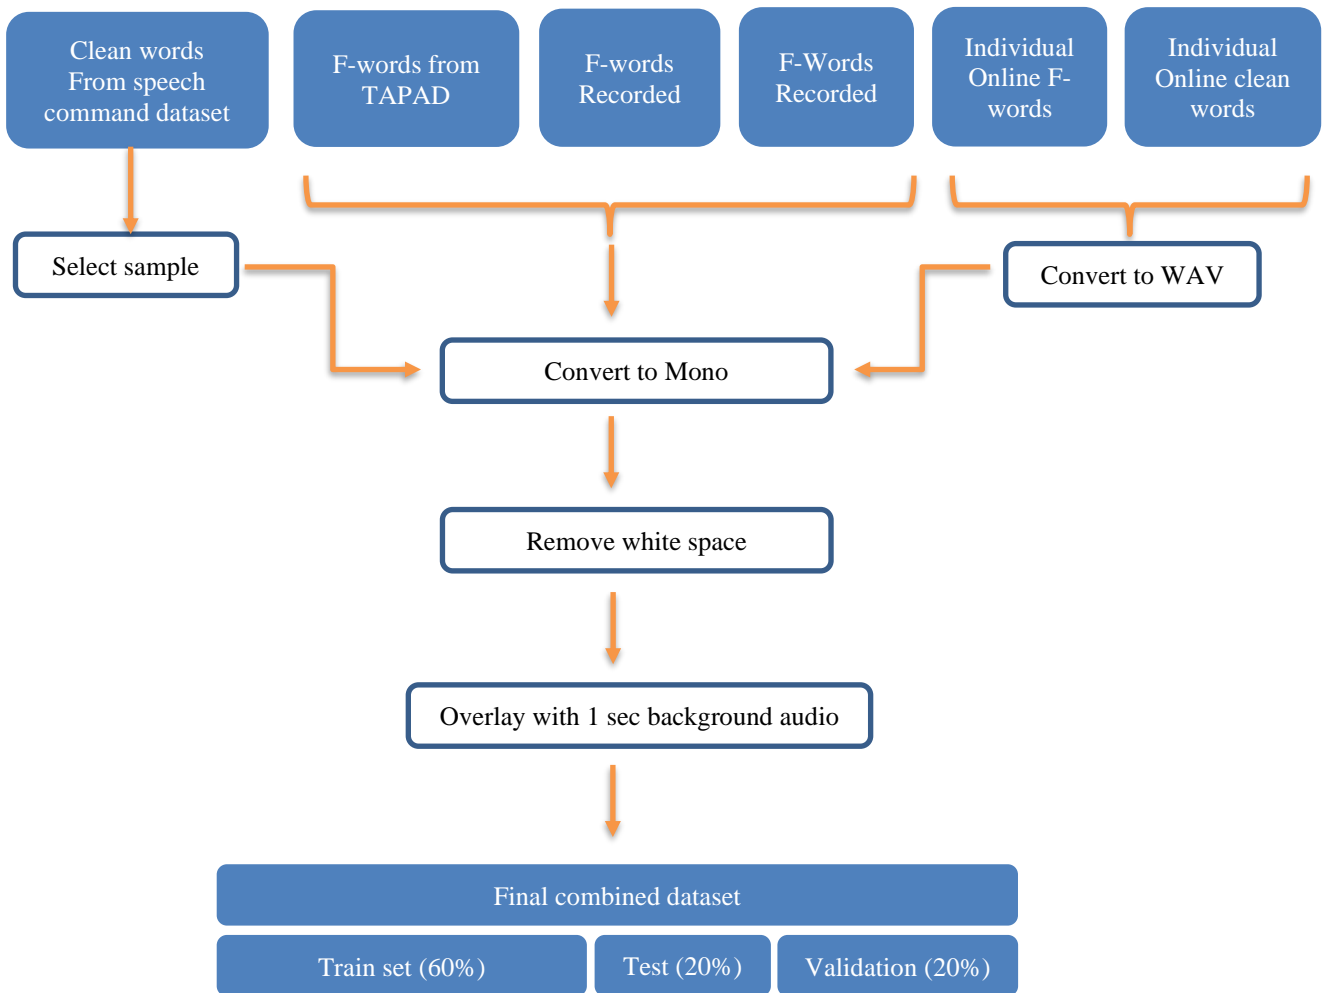 Clean words
From speech
command dataset
F-words from
TAPAD
F-words
Recorded
F-Words
Recorded
Individual
Online F-
words
Individual
Online clean
words
Select sample
Convert to WAV
Convert to Mono
Remove white space
Overlay with 1 sec background audio
Final combined dataset
Train set (60%)
Test (20%)
Validation (20%)